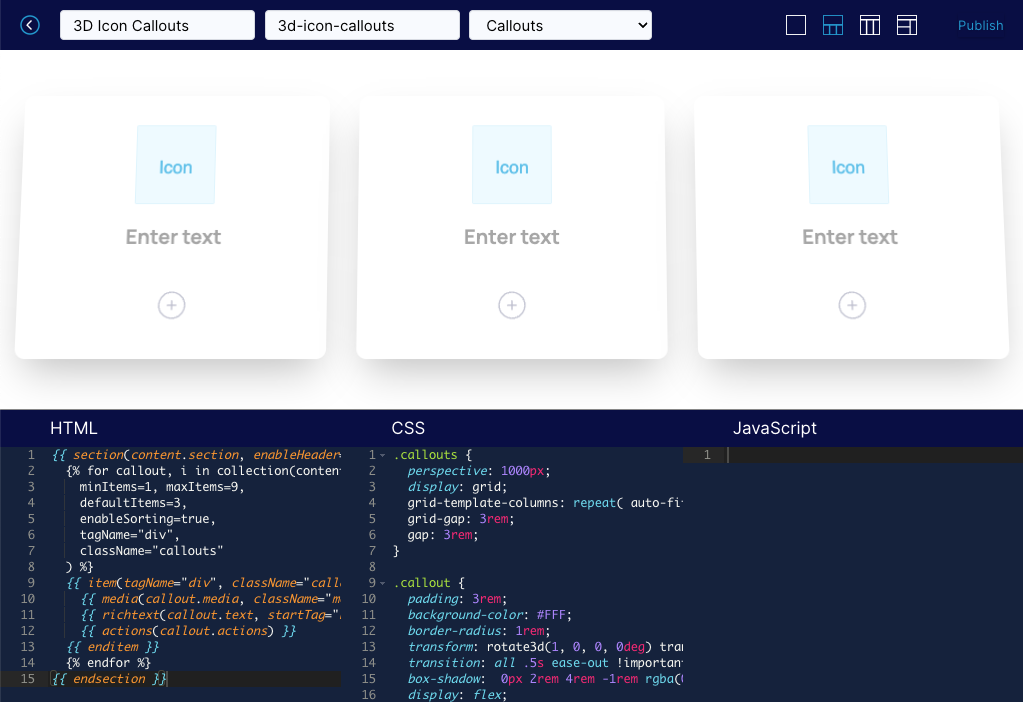 3D Icon Callouts
3d-icon-callouts
Callouts
Publish
Icon
Icon
Icon
Enter text
Enter text
Enter text
HTML
CSS
JavaScript
1 {{ section(content.section, enableHeader
2 {% for callout, i in collection(conten
3 minItems=1, maxItems=9,
4 defaultItems=3,
5 enableSorting=true,
6 tagName="div",
7 className="callouts"
8 ) %}
9 {{ item(tagName="div", className="call
10 {{ media(callout.media, className="m
11 {{ richtext(callout.text, startTag="
12 {{ actions(callout.actions) }}
13 {{ enditem }}
14 {% endfor %}
15 {{ endsection }}
1 .callouts {
2 perspective: 1000px;
3 display: grid;
4 grid-template-columns: repeat( auto-fi
5 grid-gap: 3rem;
6 gap: 3rem;
7 }
8
9 .callout {
10 padding: 3rem;
11 background-color: #FFF;
12 border-radius: 1rem;
13 transform: rotate3d(1, 0, 0, 0deg) tran
14 transition: all .5s ease-out !importan
15 box-shadow: 0px 2rem 4rem -1rem rgba(
16 display: flex;
1